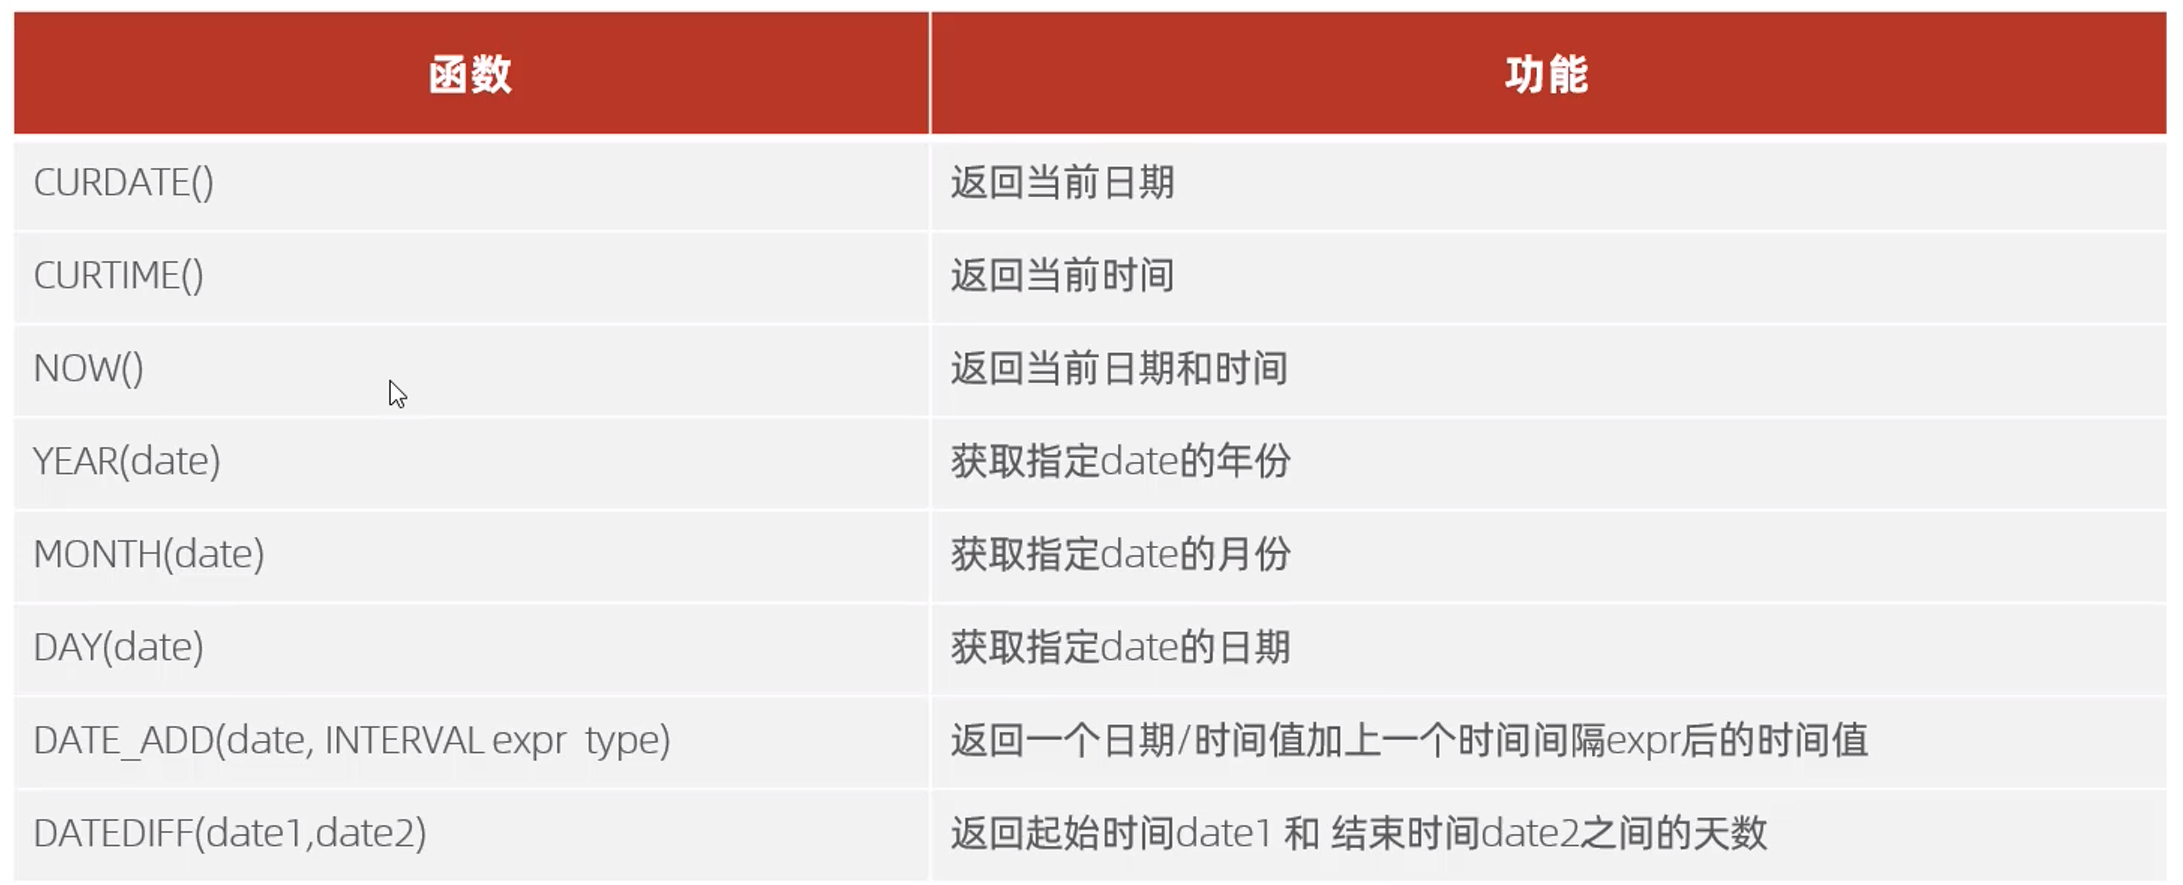 函数 功能
CURDATE() 返回当前日期
CURTIME() 返回当前时间
NOW() 返回当前日期和时间
YEAR(date) 获取指定date的年份
MONTH(date) 获取指定date的月份
DAY(date) 获取指定date的日期
DATE_ADD(date, INTERVAL expr type) 返回一个日期/时间值加上一个时间间隔expr后的时间值
DATEDIFF(date1,date2) 返回起始时间date1 和 结束时间date2之间的天数